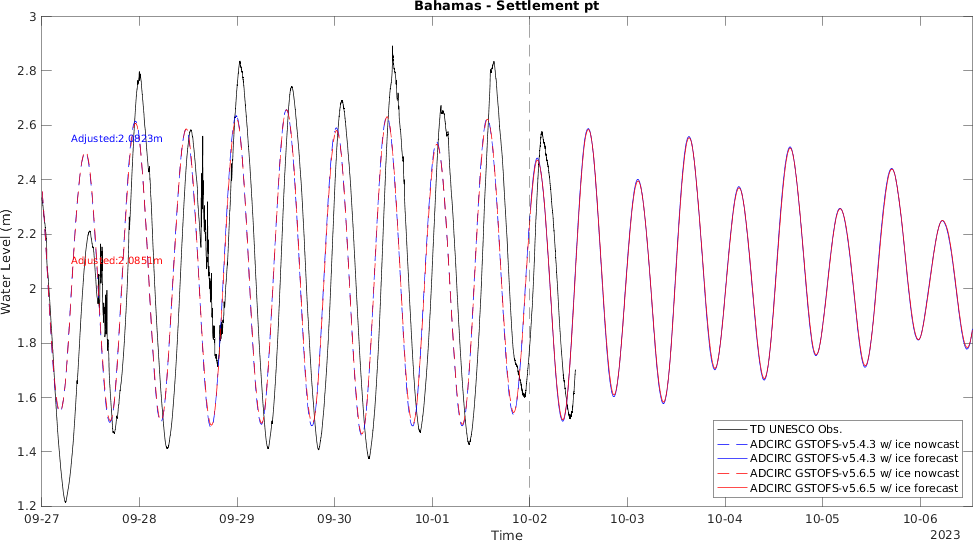 Bahamas - Settlement pt
3
2.8
2.6
2.4
2.2
2
1.8
1.6
1.4
1.2
Water Level (m)
Adjusted:2.0823m
Adjusted:2.0851m
TD UNESCO Obs.
ADCIRC GSTOFS-v5.4.3 w/ ice nowcast
ADCIRC GSTOFS-v5.4.3 w/ ice forecast
ADCIRC GSTOFS-v5.6.5 w/ ice nowcast
ADCIRC GSTOFS-v5.6.5 w/ ice forecast
09-27 09-28 09-29 09-30 10-01 10-02 10-03 10-04 10-05 10-06
Time
2023